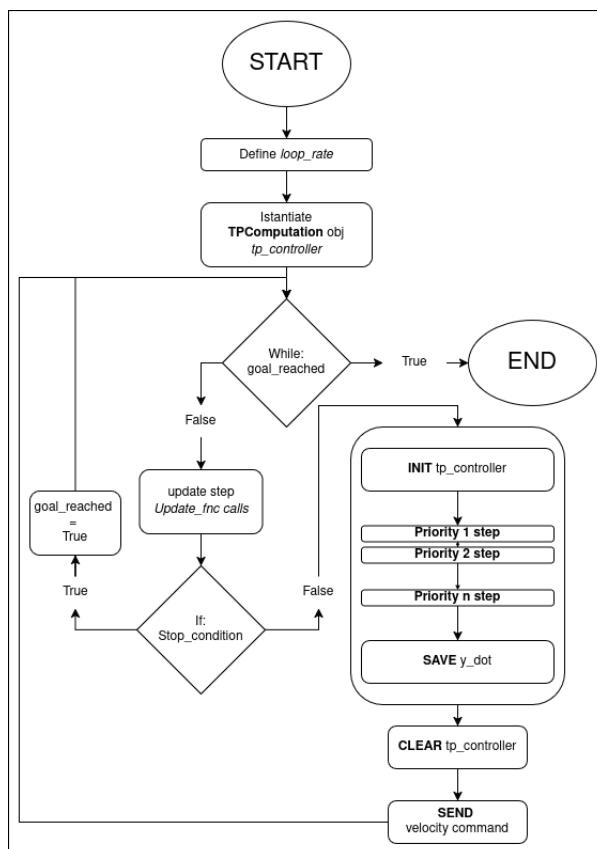 START
Define loop_rate
Istantiate
TPComputation obj
tp_controller
While:
goal_reached
True
END
False
update step
Update_fnc calls
goal_reached
=
True
True
If:
Stop_condition
False
INIT tp_controller
Priority 1 step
Priority 2 step
Priority n step
SAVE y_dot
CLEAR tp_controller
SEND
velocity command